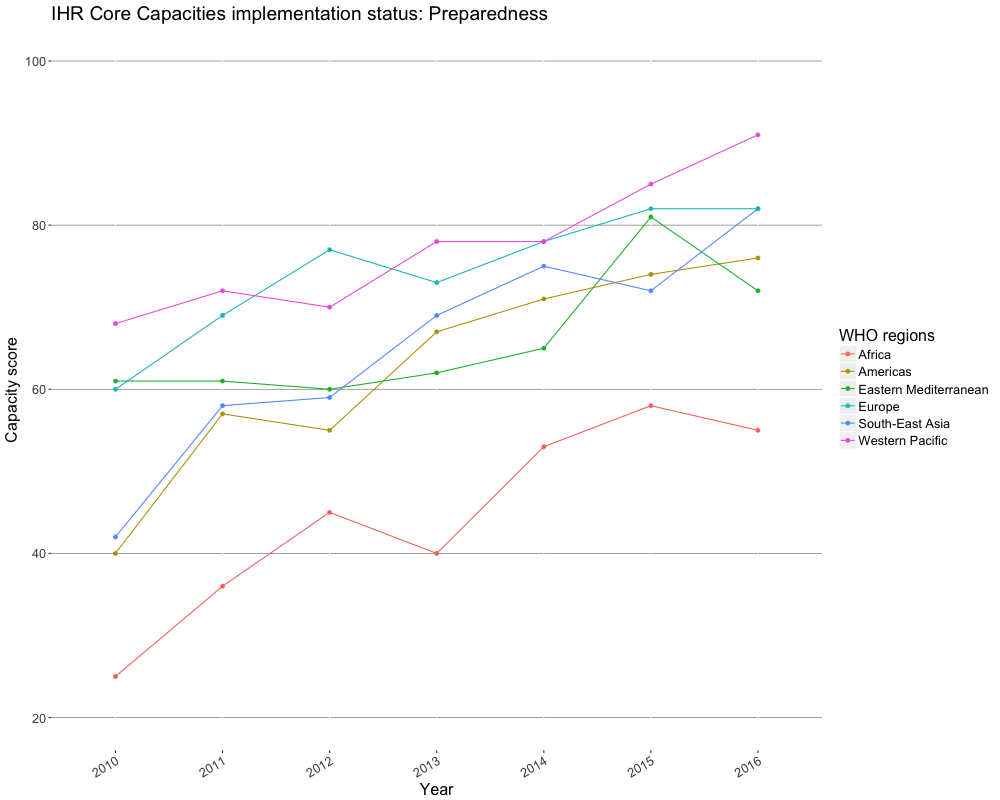 IHR Core Capacities implementation status: Preparedness
100
80
60
40
20
Capacity score
2010
2011
2012
2013
2014
2015
2016
Year
WHO regions
Africa
Americas
Eastern Mediterranean
Europe
South-East Asia
Western Pacific